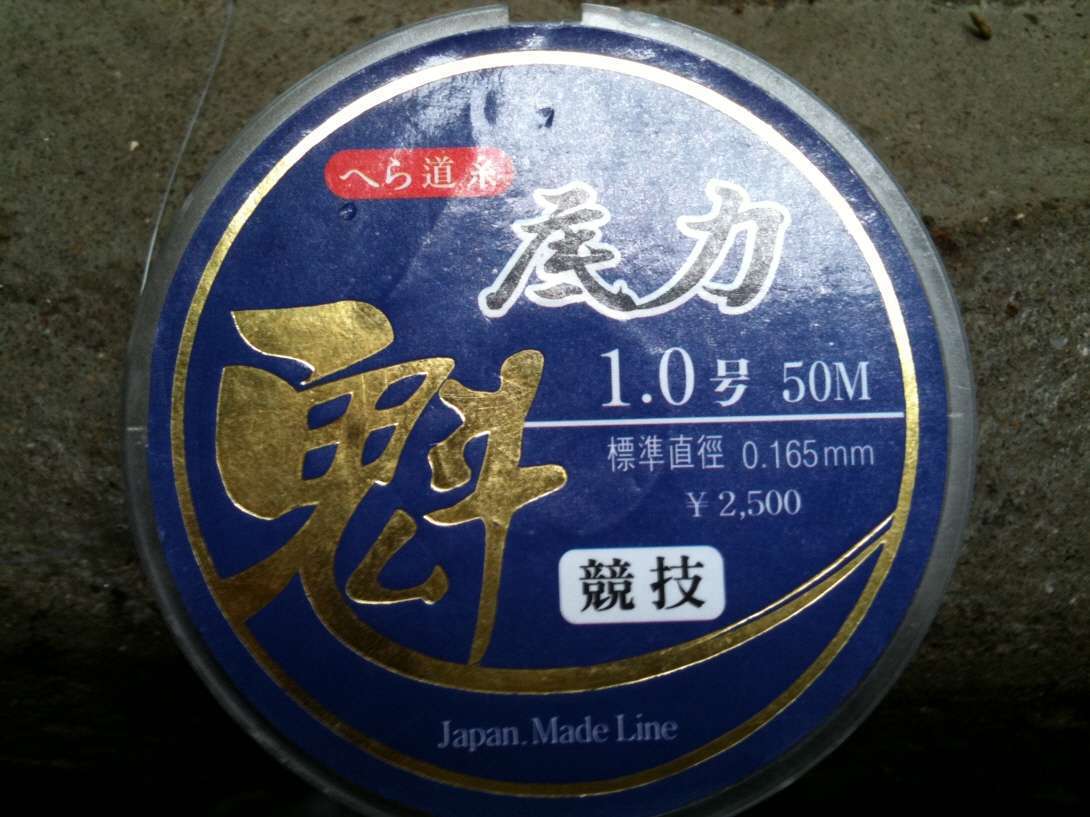 へら道糸
底力
魁
1.0号 50M
標準直徑 0.165mm
¥2,500
競技
Japan.Made Line